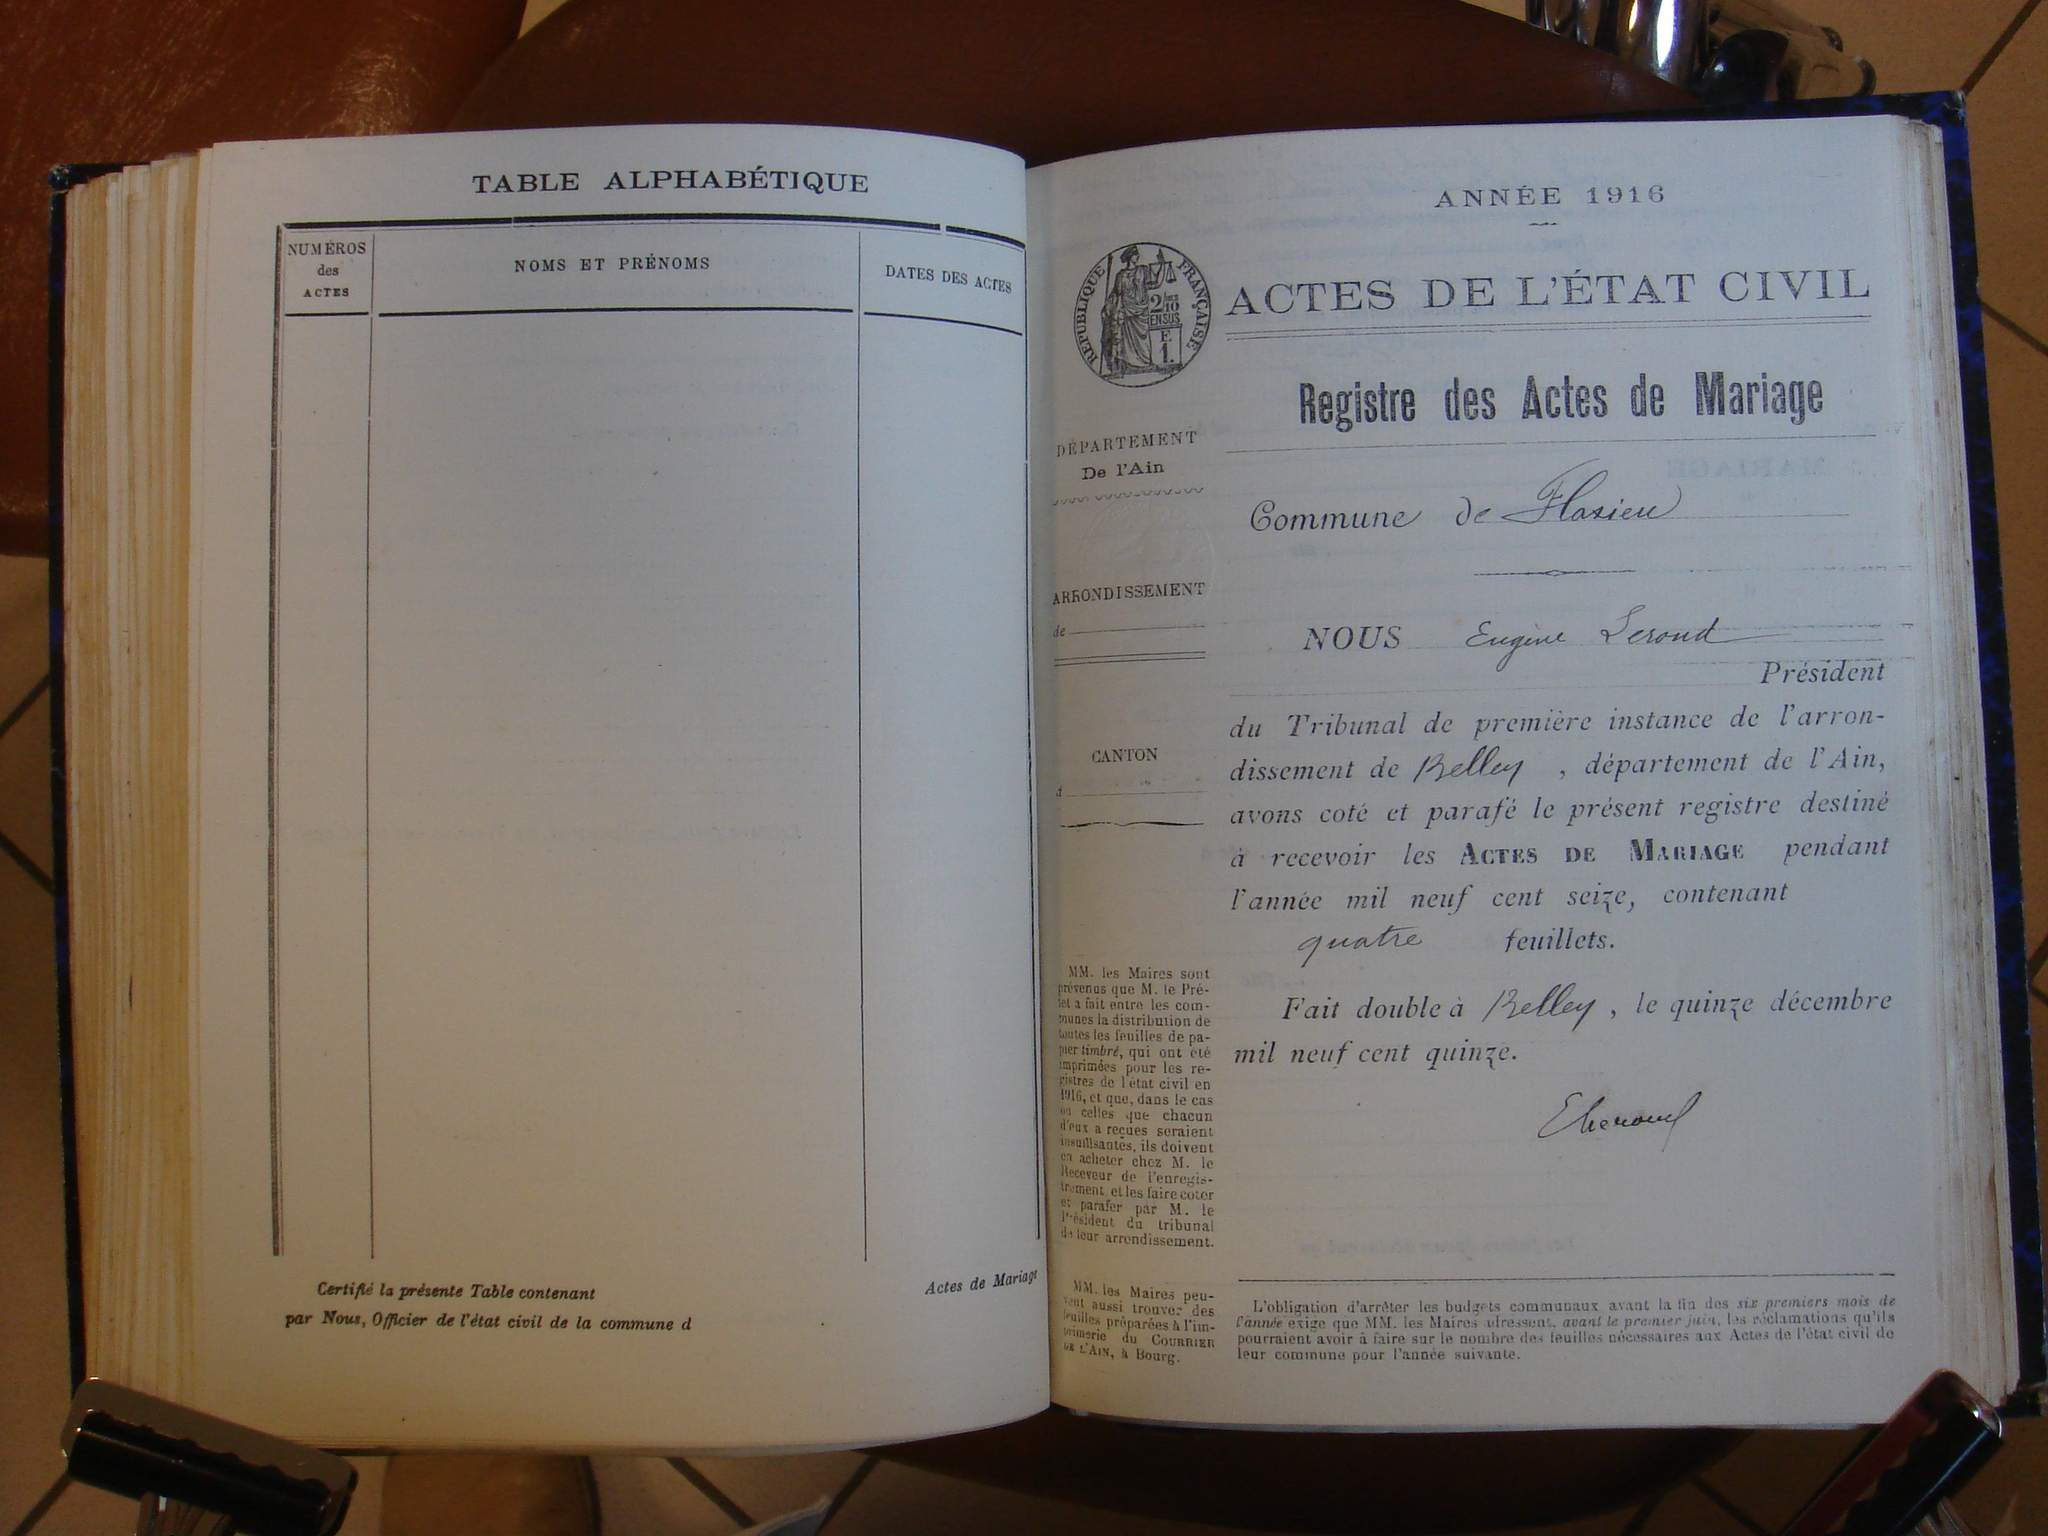 TABLE ALPHABÉTIQUE
NUMÉROS
des
ACTES
NOMS ET PRÉNOMS
DATES DES ACTES
Certifié la présente Table contenant
par Nous, Officier de l'état civil de la commune d
Actes de Mariage
ANNÉE 1916
RÉPUBLIQUE FRANÇAISE
2/10
EN SUS
E
1.
ACTES DE L'ÉTAT CIVIL
Registre des Actes de Mariage
DÉPARTEMENT
De l'Ain
Commune de Flaxieu
ARRONDISSEMENT
de
CANTON
d
NOUS Eugène Leroud
Président
du Tribunal de première instance de l'arron-
dissement de Belley, département de l'Ain,
avons coté et parafé le présent registre destiné
à recevoir les ACTES DE MARIAGE pendant
l'année mil neuf cent seize, contenant
quatre feuillets.
Fait double à Belley, le quinze décembre
mil neuf cent quinze.
MM. les Maires sont
prévenus que M. le Pré-
fet a fait entre les com-
munes la distribution de
toutes les feuilles de pa-
pier timbré, qui ont été
imprimées pour les re-
gistres de l'état civil en
1916, et que, dans le cas
où celles que chacun
d'eux a reçues seraient
insuffisantes, ils doivent
en acheter chez M. le
Receveur de l'enregis-
trement, et les faire coter
et parafer par M. le
Président du tribunal
de leur arrondissement.
MM. les Maires peu-
vent aussi trouver des
feuilles préparées à l'im-
primerie du COURRIER
DE L'AIN, à Bourg.
L'obligation d'arrêter les budgets communaux avant la fin des six premiers mois de
l'année exige que MM. les Maires adressent, avant le premier juin, les réclamations qu'ils
pourraient avoir à faire sur le nombre des feuilles nécessaires aux Actes de l'état civil de
leur commune pour l'année suivante.